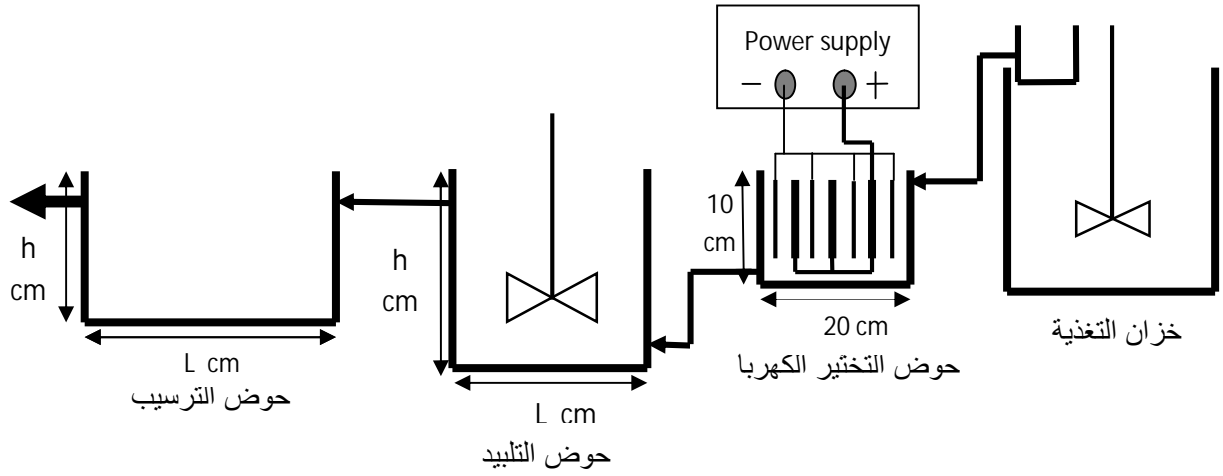 Power supply
− +
10
cm
20 cm
h
cm
h
cm
L cm
L cm
خزان التغذية
حوض التختير الكهربا
حوض الترسيب
حوض التلبيد